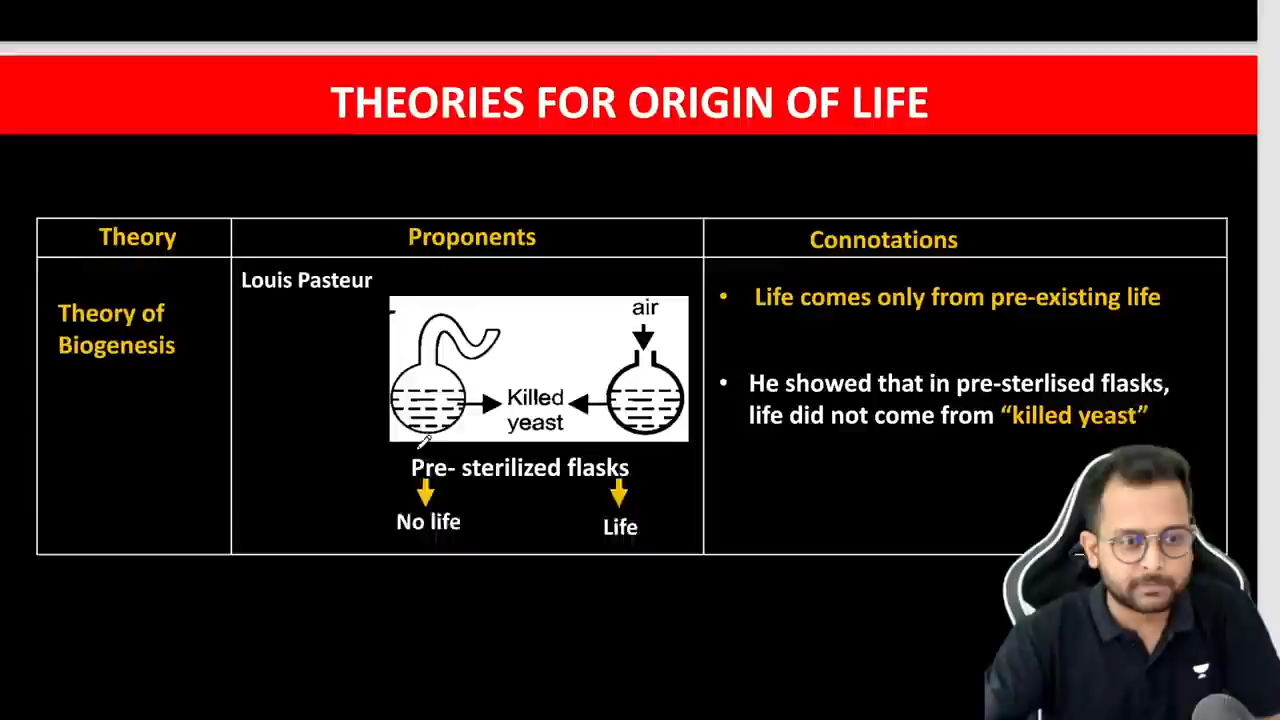 THEORIES FOR ORIGIN OF LIFE
Theory
Proponents
Connotations
Theory of
Biogenesis
Louis Pasteur
air
Killed
yeast
Pre- sterilized flasks
No life
Life
• Life comes only from pre-existing life
• He showed that in pre-sterlised flasks,
life did not come from “killed yeast”